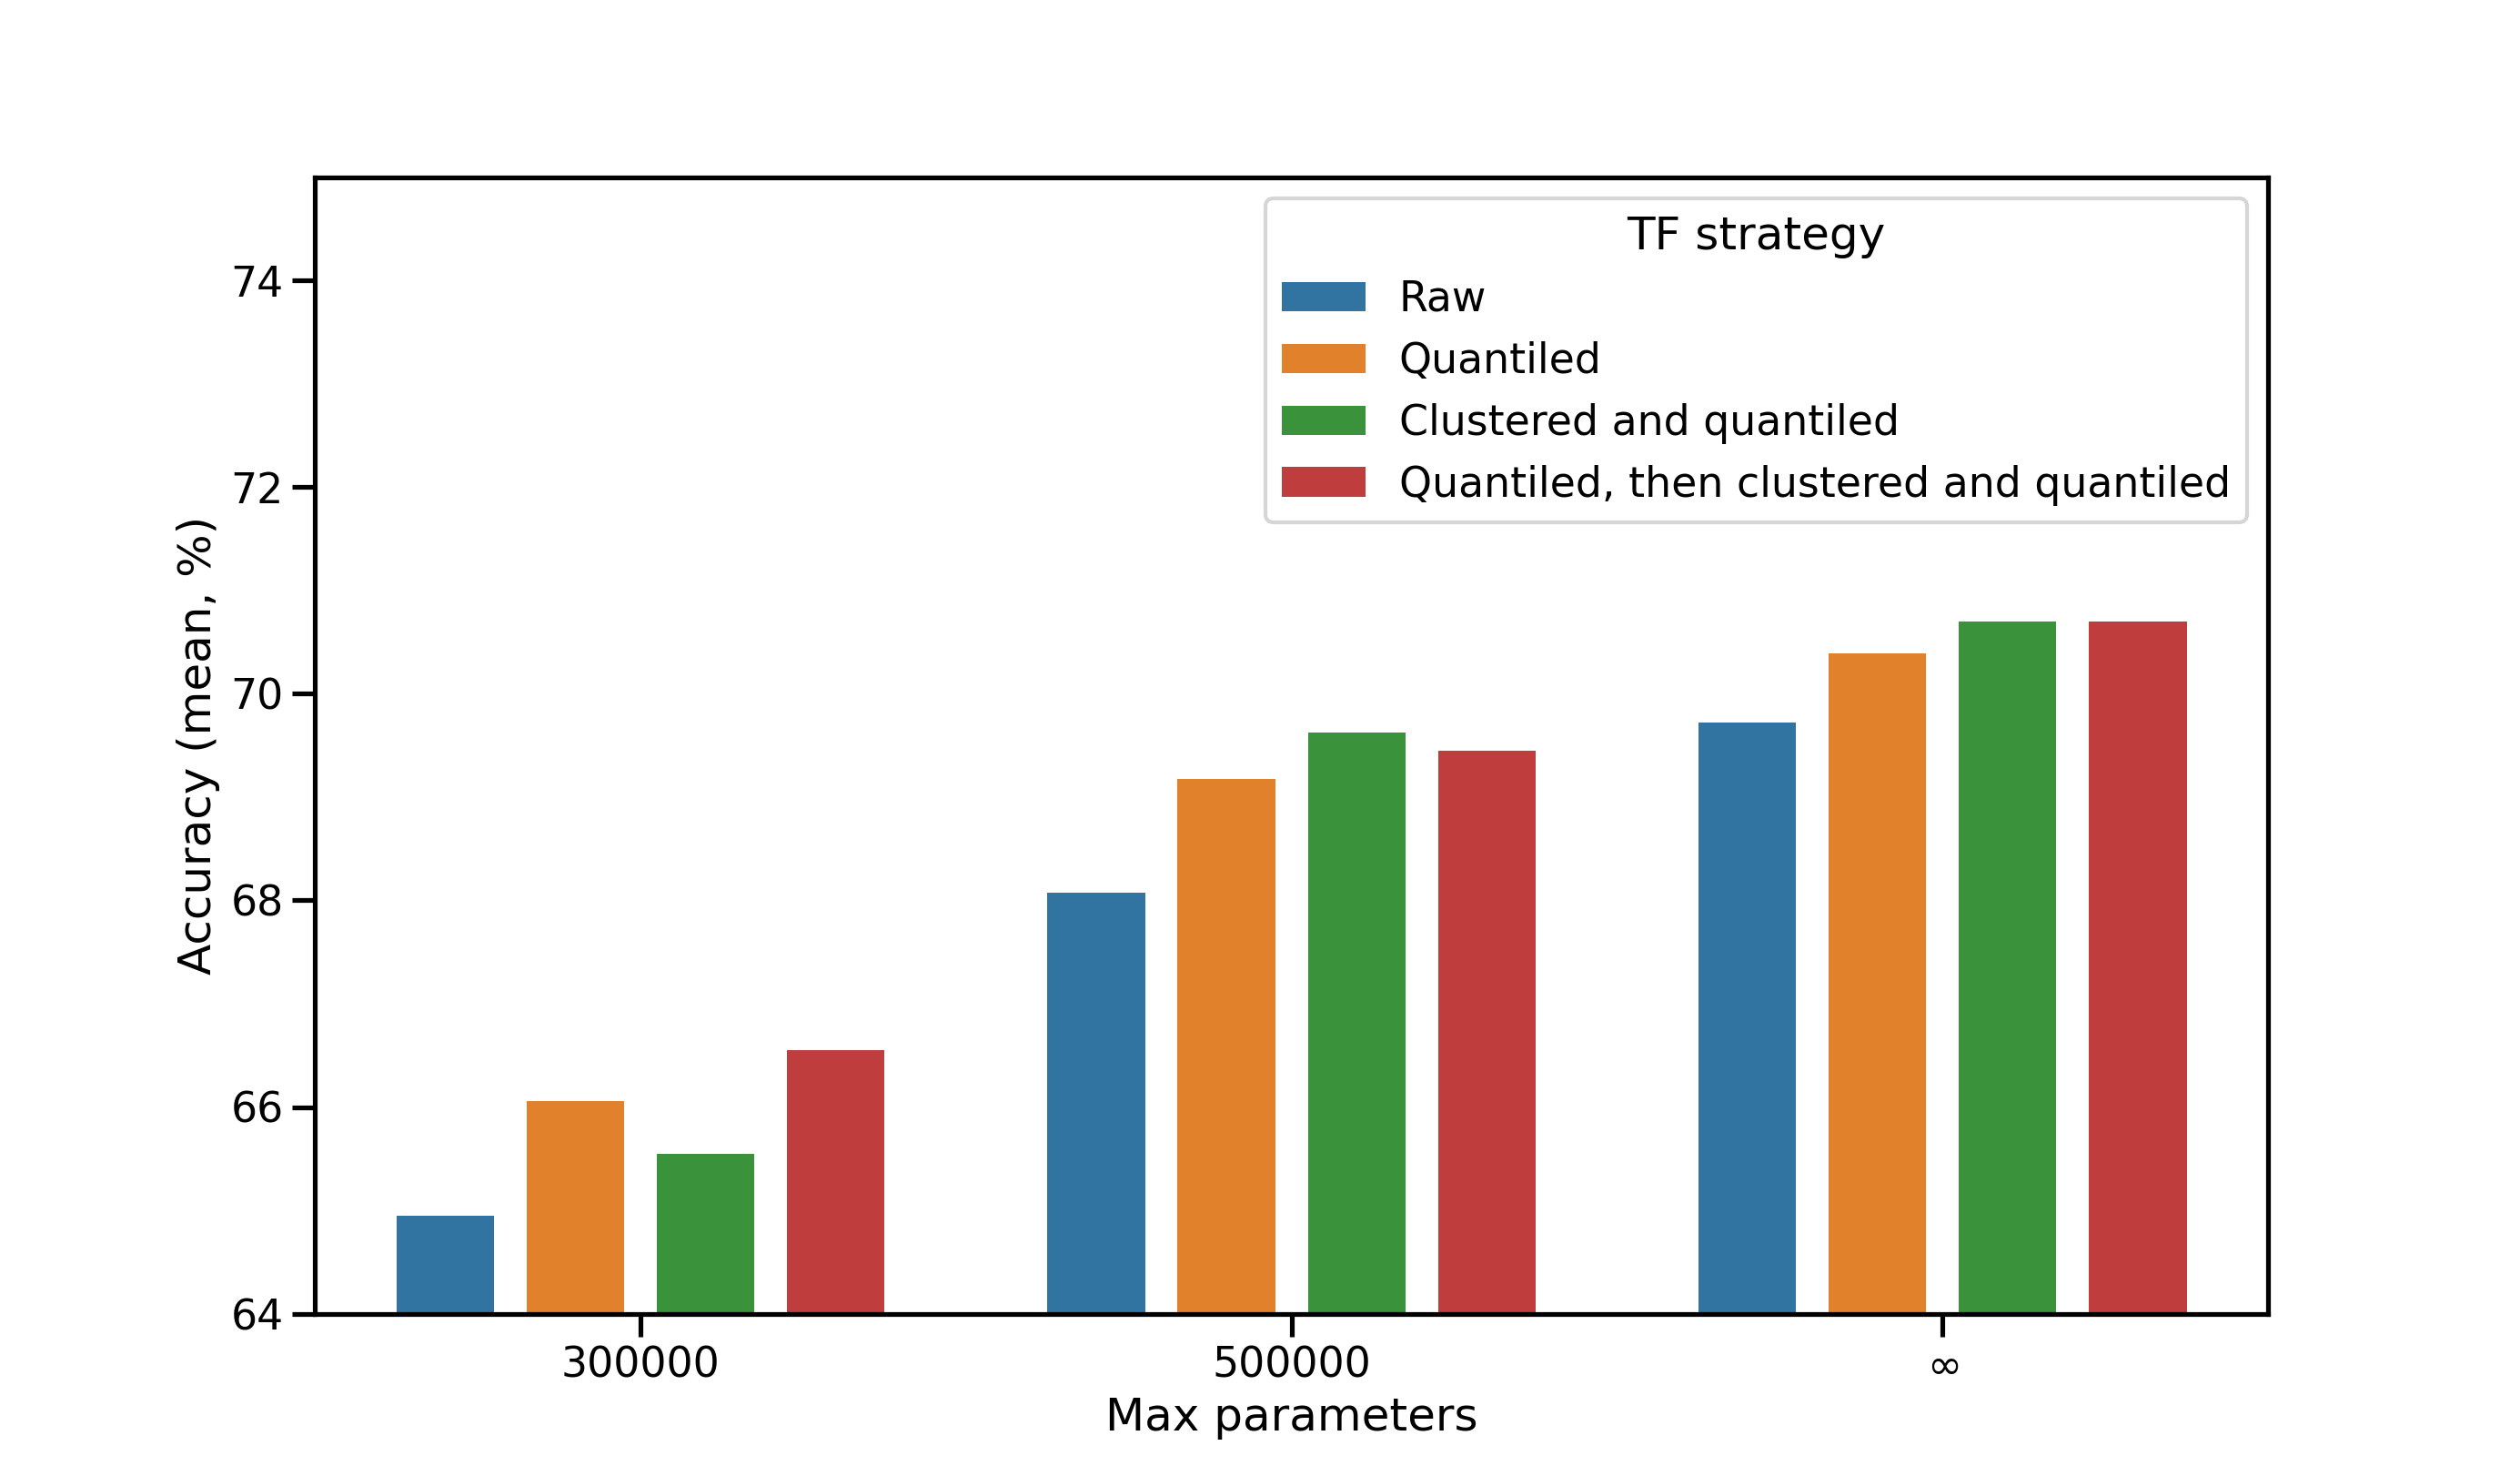 TF strategy
Raw
Quantiled
Clustered and quantiled
Quantiled, then clustered and quantiled
74
72
70
68
66
64
Accuracy (mean, %)
300000 500000 ∞
Max parameters